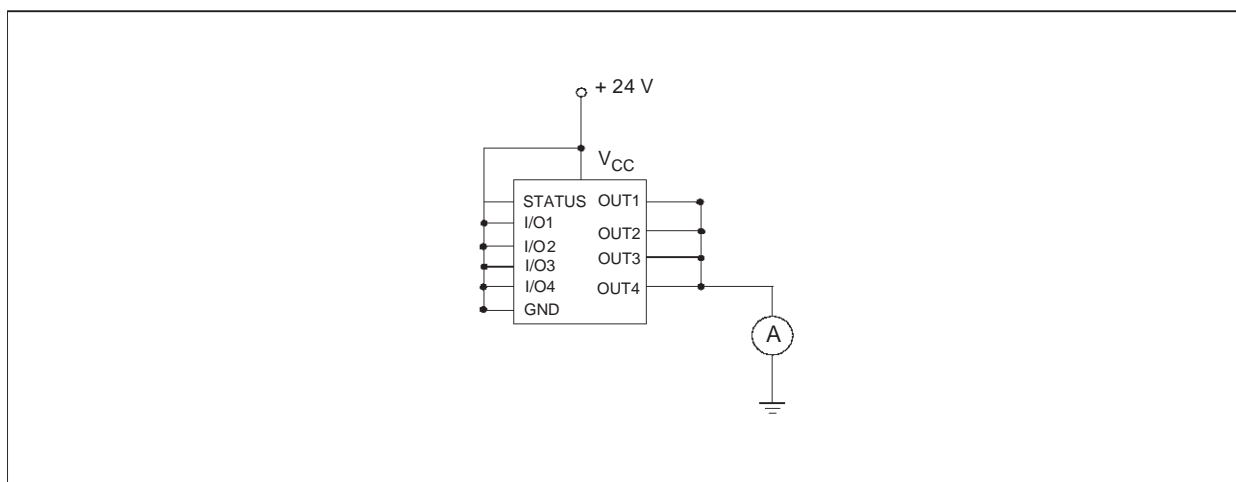 + 24 V
VCC
STATUS OUT1
I/O1
I/O2 OUT2
I/O3 OUT3
I/O4 OUT4
GND
A